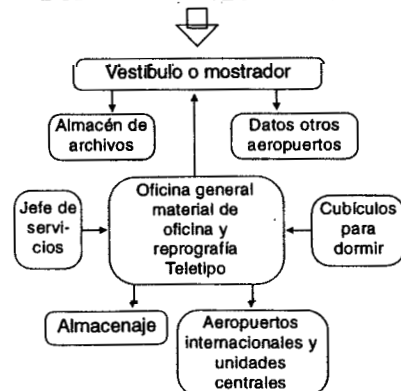 Vestíbulo o mostrador
Almacén de
archivos
Datos otros
aeropuertos
Oficina general
material de
oficina y
reprografía
Teletipo
Jefe de
servi-
cios
Cubículos
para
dormir
Almacenaje
Aeropuertos
internacionales y
unidades
centrales